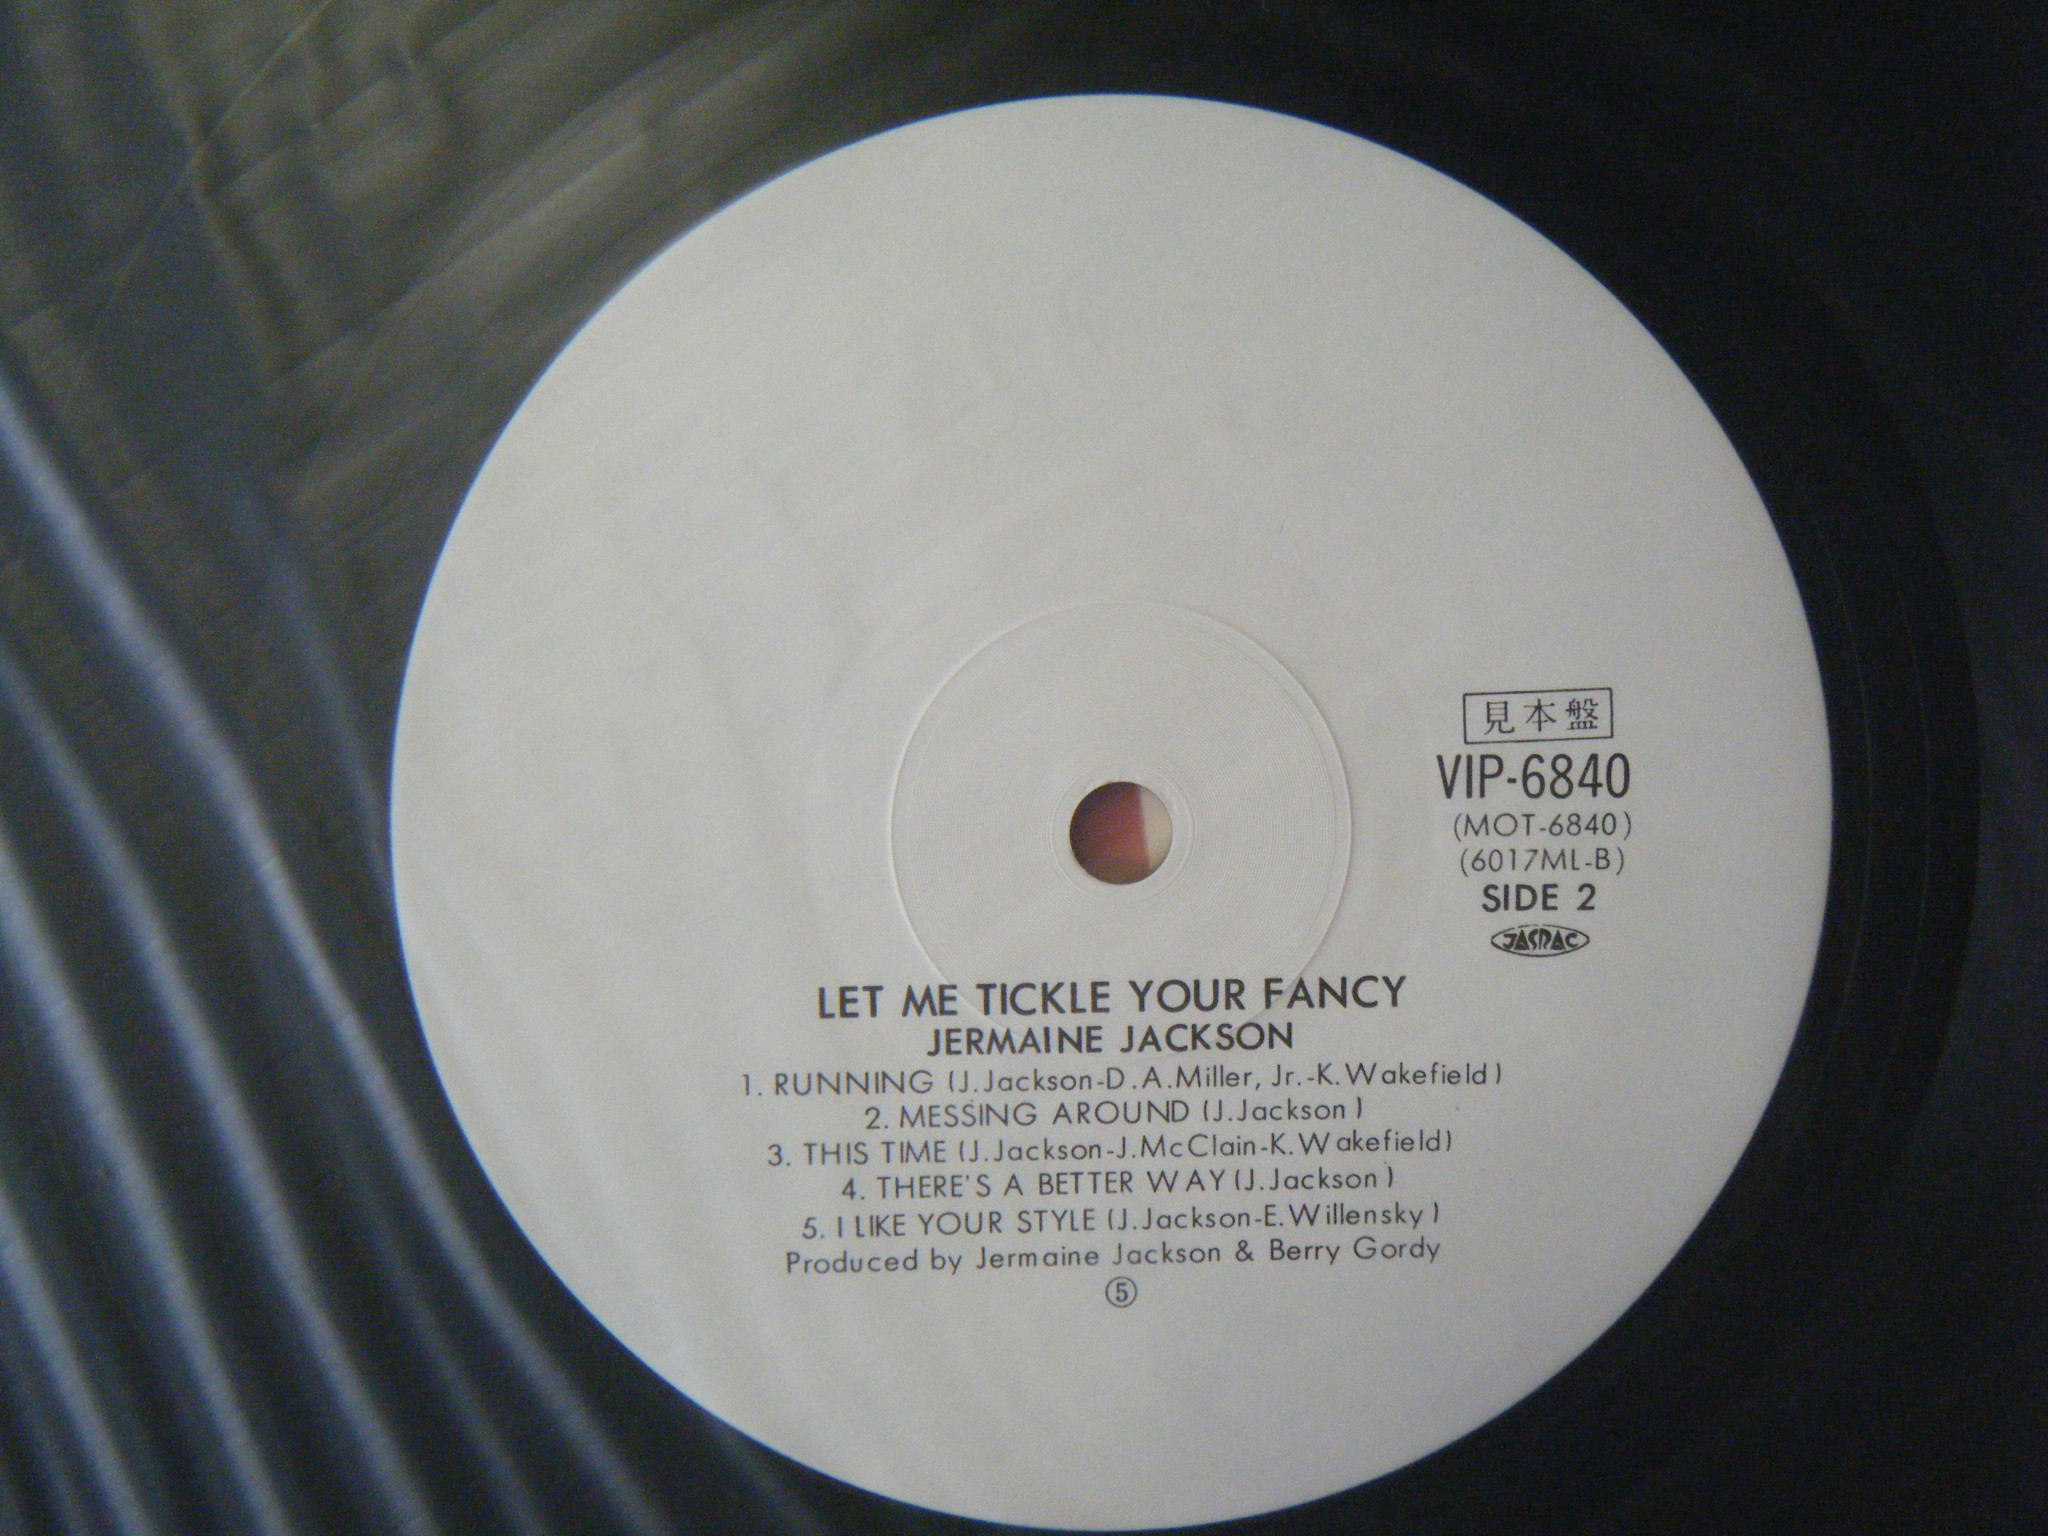 見本盤
VIP-6840
(MOT-6840)
(6017ML-B)
SIDE 2
JASRAC
LET ME TICKLE YOUR FANCY
JERMAINE JACKSON
1. RUNNING (J.Jackson-D.A.Miller, Jr.-K.Wakefield)
2. MESSING AROUND (J.Jackson)
3. THIS TIME (J.Jackson-J.McClain-K.Wakefield)
4. THERE'S A BETTER WAY (J.Jackson)
5. I LIKE YOUR STYLE (J.Jackson-E.Willensky)
Produced by Jermaine Jackson & Berry Gordy
⑤